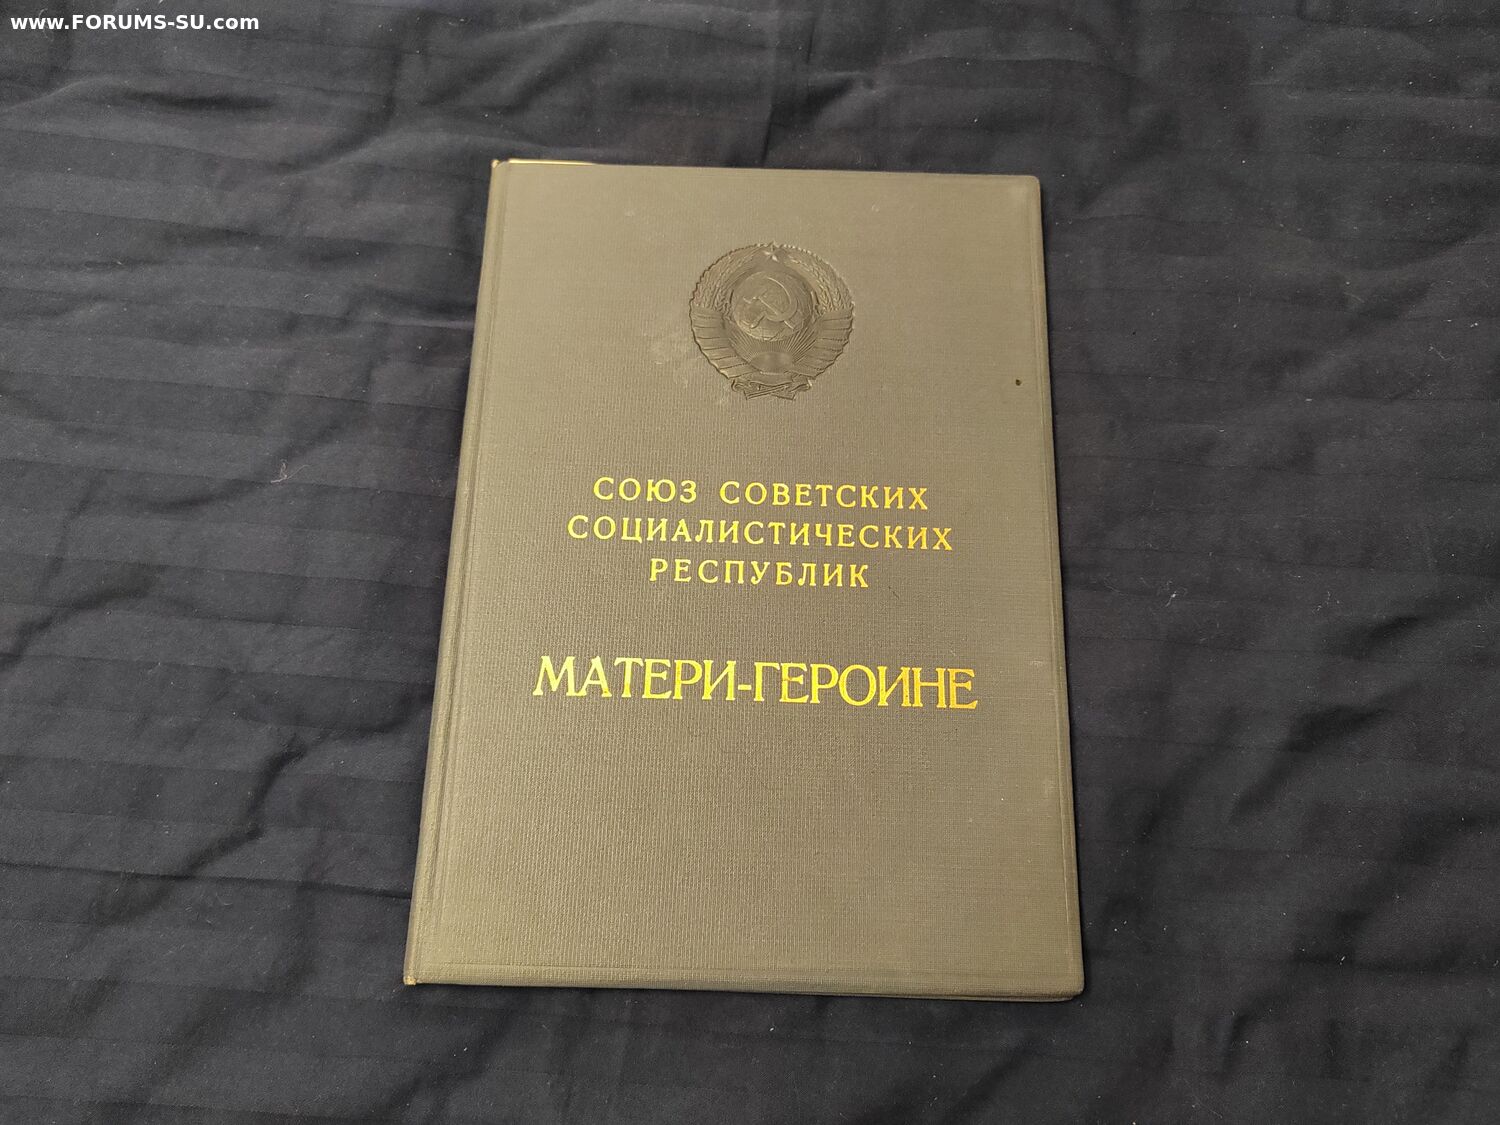 www.FORUMS-SU.com
СОЮЗ СОВЕТСКИХ
СОЦИАЛИСТИЧЕСКИХ
РЕСПУБЛИК
МАТЕРИ-ГЕРОИНЕ